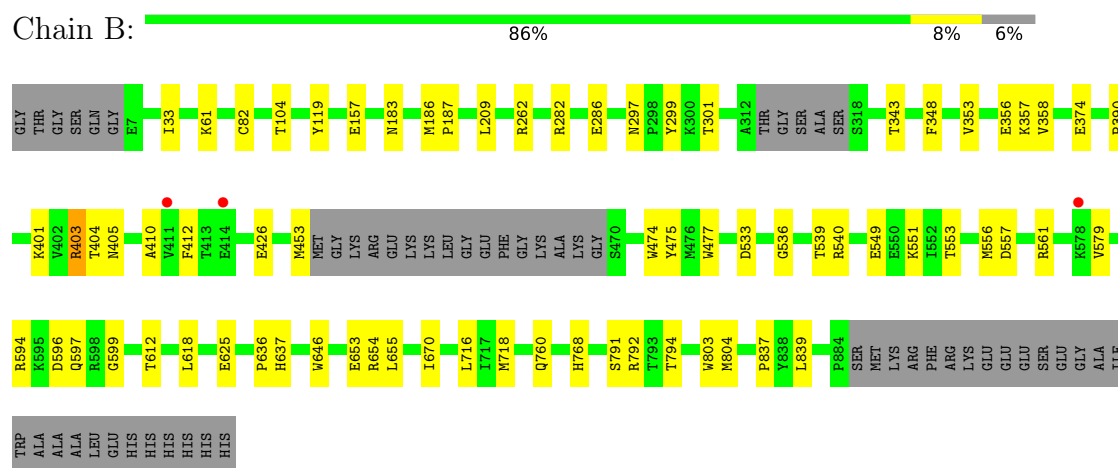 Chain B:
86% 8% 6%
GLY THR GLY SER GLN GLY E7 I33 K61 C82 T104 Y119 E157 N183 M186 P187 L209 R262 R282 E286 N297 P298 Y299 K300 T301 A312 THR GLY SER ALA SER S318 T343 F348 V353 E356 K357 V358 E374
K401 V402 R403 T404 N405 A410 V411 F412 T413 E414 E426 M453 MET GLY LYS ARG GLU LYS LYS LEU GLY GLU PHE GLY LYS ALA LYS GLY S470 W474 Y475 M476 W477 D533 G536 T539 R540 E549 E550 K551 I552 T553 M556 D557 R561 K578 V579
R594 K595 D596 Q597 R598 G599 T612 L618 E625 P636 H637 W646 E653 R654 L655 I670 L716 I717 M718 Q760 H768 S791 R792 T793 T794 W803 M804 P837 Y838 L839 P884 SER MET LYS ARG PHE ARG LYS GLU GLU GLU SER GLU GLY ALA
TRP ALA ALA ALA LEU GLU HIS HIS HIS HIS HIS HIS